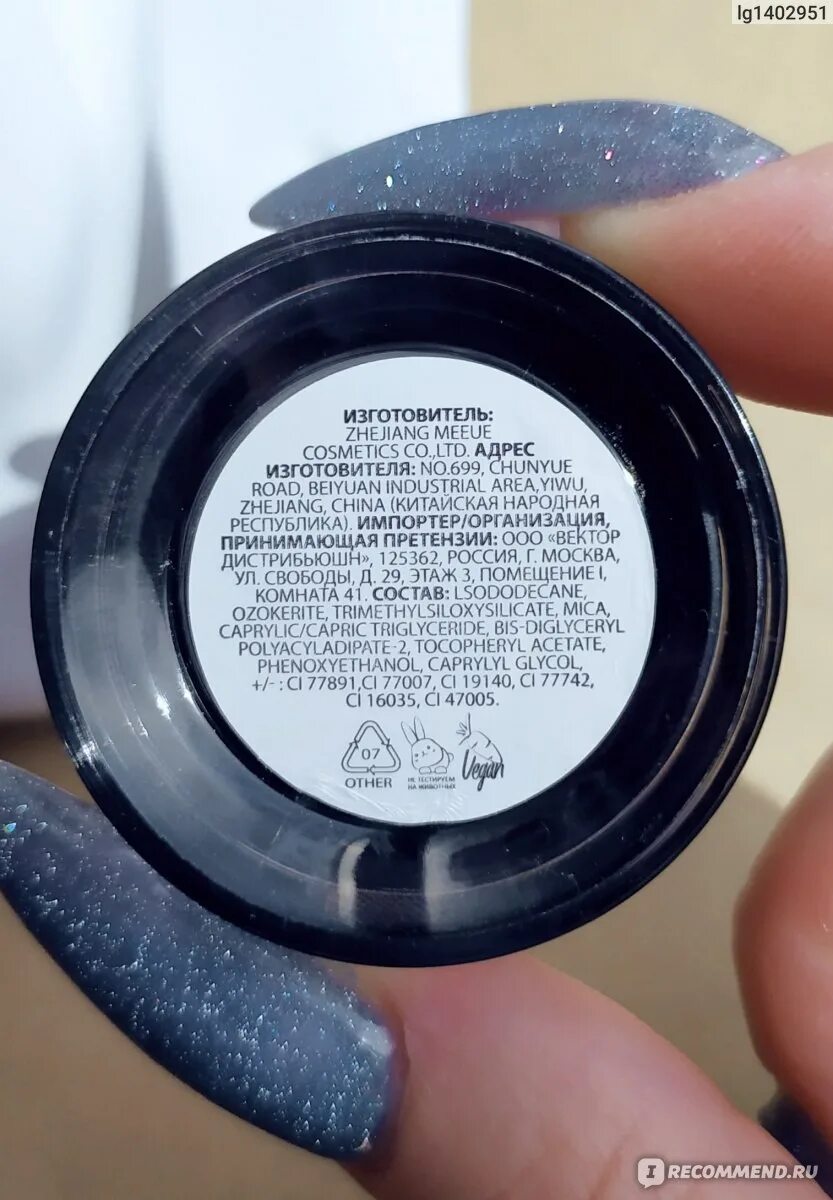 lg1402951
ИЗГОТОВИТЕЛЬ:
ZHEJIANG MEEUE
COSMETICS CO.,LTD. АДРЕС
ИЗГОТОВИТЕЛЯ: NO.699, CHUNYUE
ROAD, BEIYUAN INDUSTRIAL AREA,YIWU,
ZHEJIANG, CHINA (КИТАЙСКАЯ НАРОДНАЯ
РЕСПУБЛИКА). ИМПОРТЕР/ОРГАНИЗАЦИЯ,
ПРИНИМАЮЩАЯ ПРЕТЕНЗИИ: ООО «ВЕКТОР
ДИСТРИБЬЮШН», 125362, РОССИЯ, Г. МОСКВА,
УЛ. СВОБОДЫ, Д. 29, ЭТАЖ 3, ПОМЕЩЕНИЕ I,
КОМНАТА 41. СОСТАВ: LSODODECANE,
OZOKERITE, TRIMETHYLSILOXYSILICATE, MICA,
CAPRYLIC/CAPRIC TRIGLYCERIDE, BIS-DIGLYCERYL
POLYACYLADIPATE-2, TOCOPHERYL ACETATE,
PHENOXYETHANOL, CAPRYLYL GLYCOL,
+/- : CI 77891,CI 77007, CI 19140, CI 77742,
CI 16035, CI 47005.
07
OTHER
НЕ ТЕСТИРУЕМ
НА ЖИВОТНЫХ
Vegan
IRECOMMEND.RU